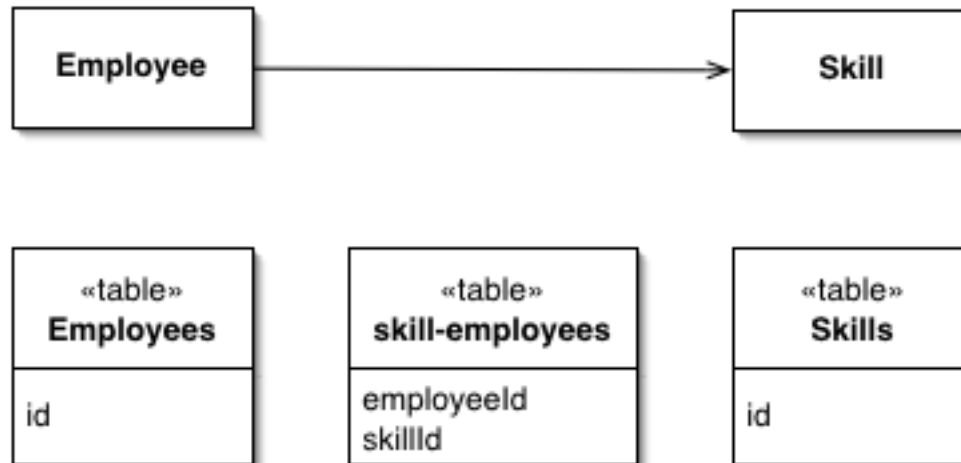 Employee
Skill
«table»
Employees
id
«table»
skill-employees
employeeId
skillId
«table»
Skills
id